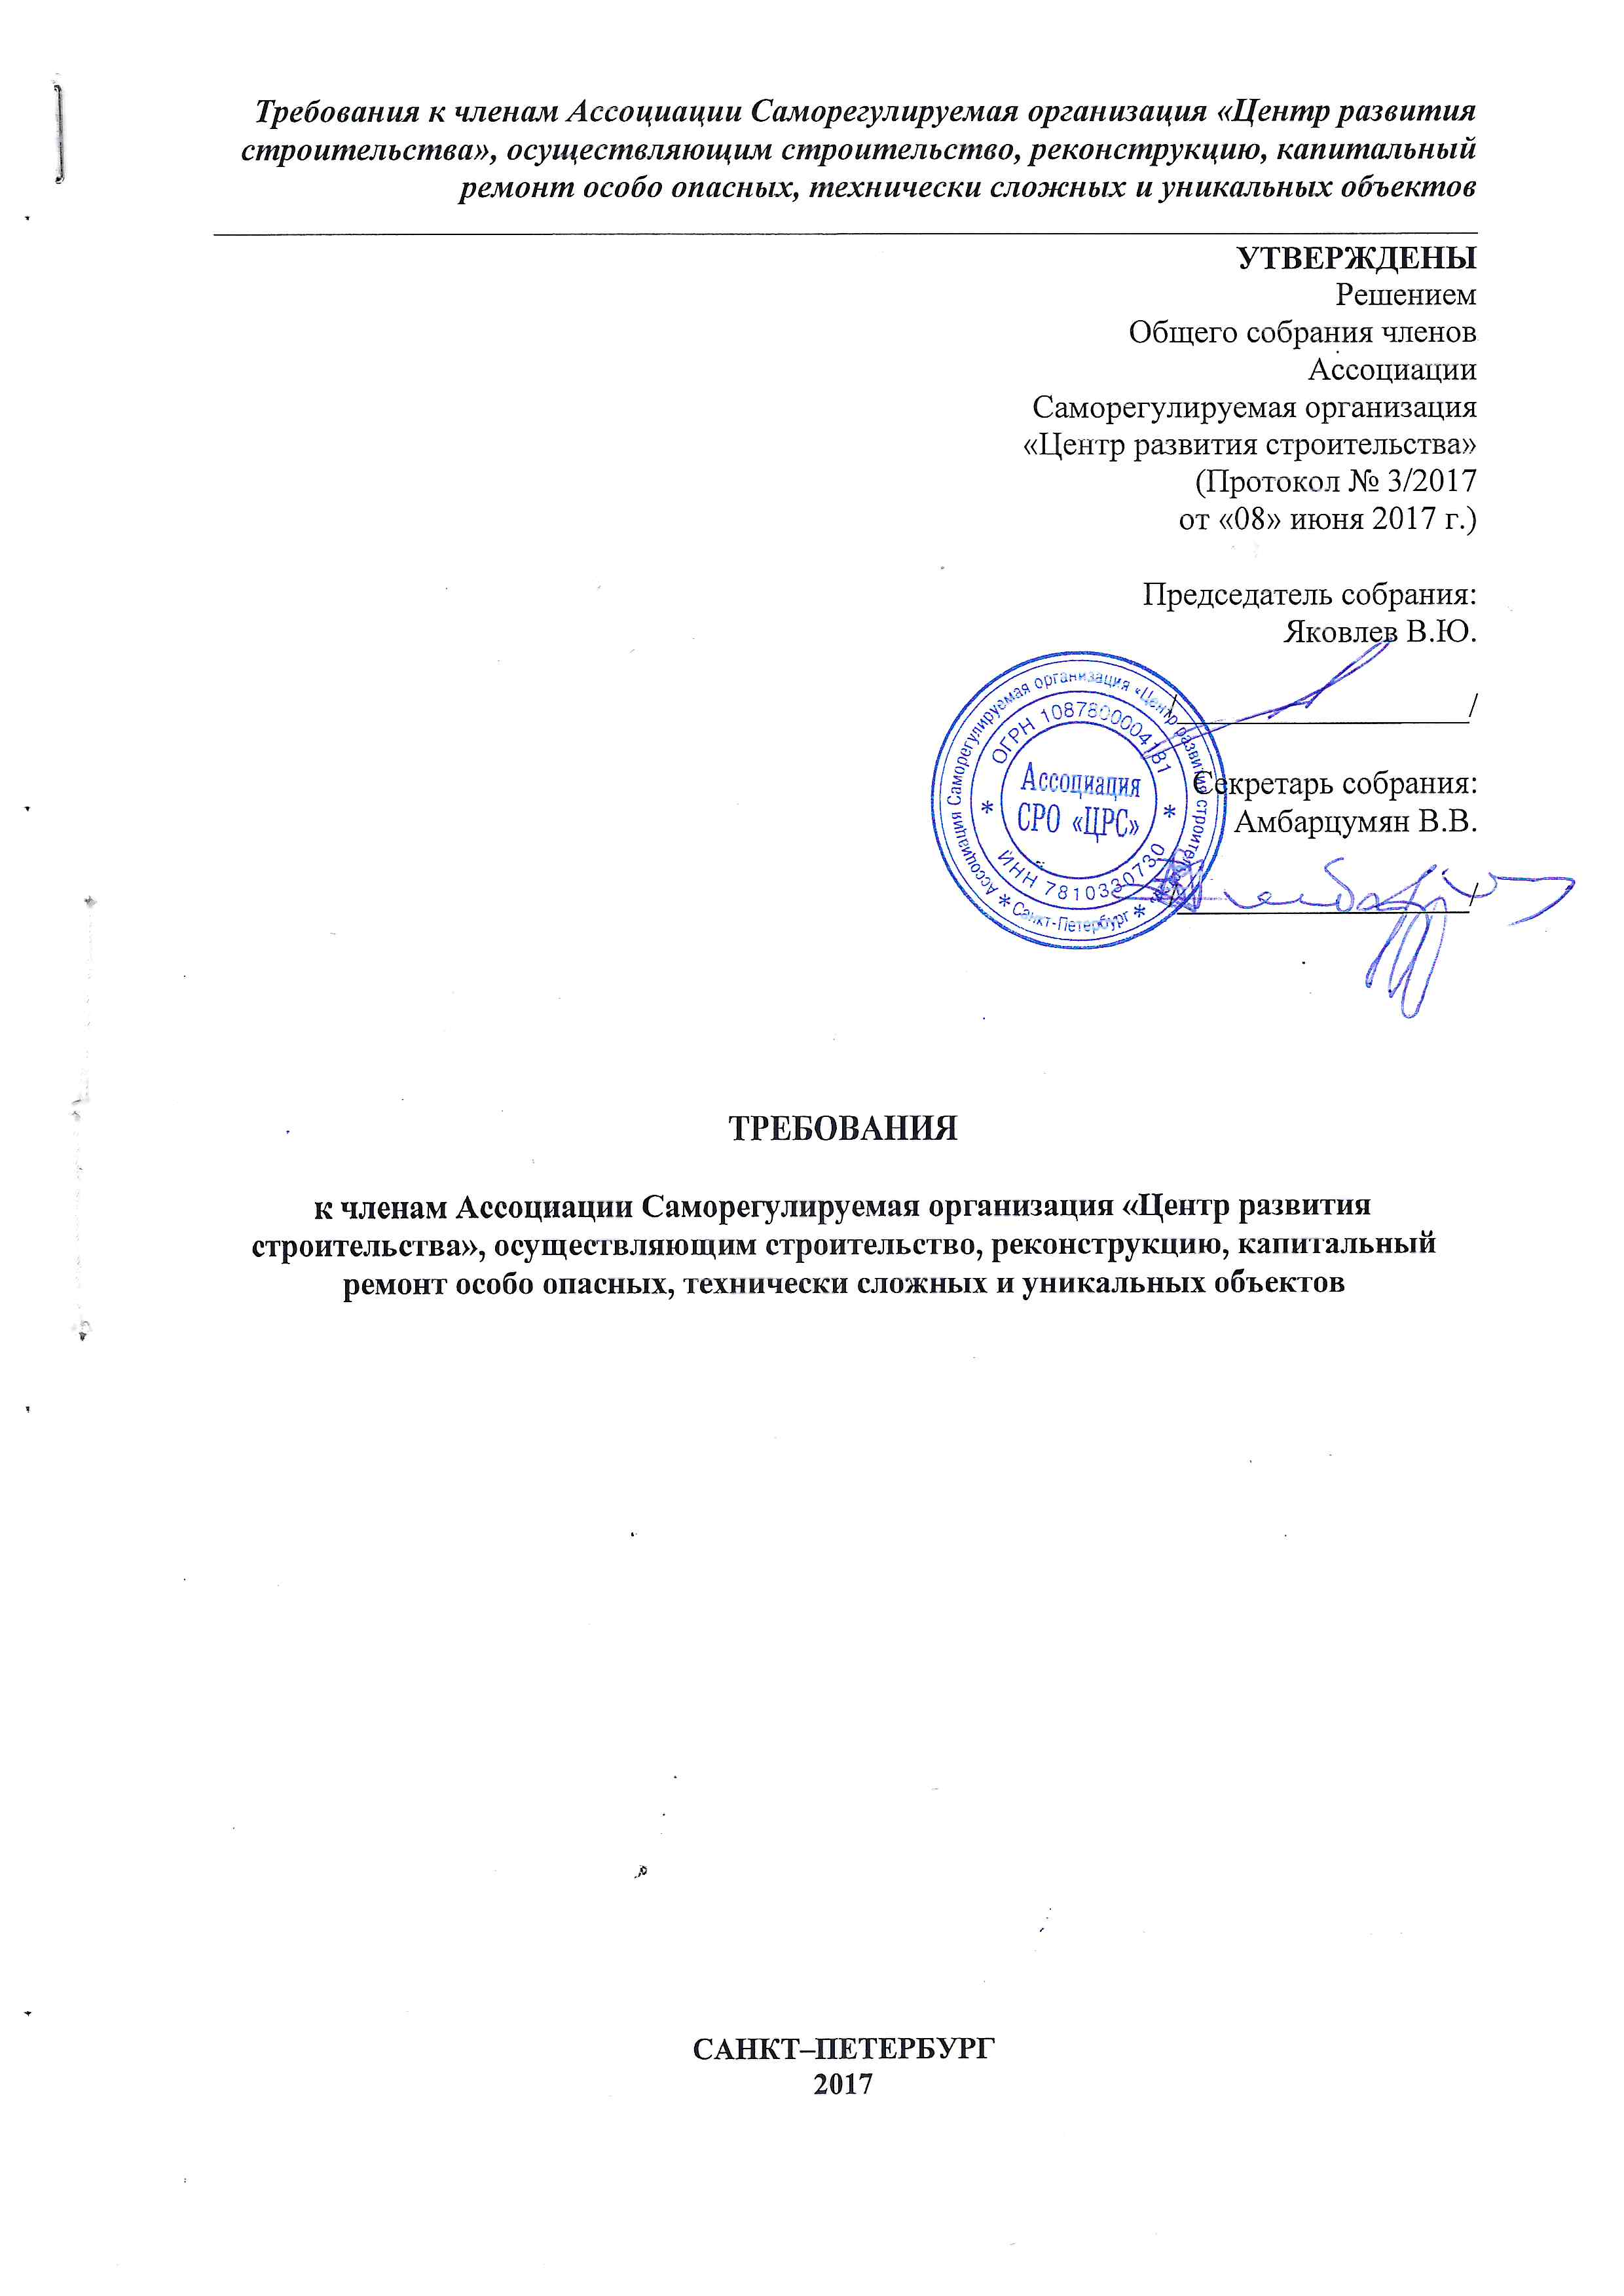 Требования к членам Ассоциации Саморегулируемая организация «Центр развития
строительства», осуществляющим строительство, реконструкцию, капитальный
ремонт особо опасных, технически сложных и уникальных объектов
УТВЕРЖДЕНЫ
Решением
Общего собрания членов
Ассоциации
Саморегулируемая организация
«Центр развития строительства»
(Протокол № 3/2017
от «08» июня 2017 г.)
Председатель собрания:
Яковлев В.Ю.
/ /
Секретарь собрания:
Амбарцумян В.В.
/ /
Ассоциация Саморегулируемая организация «Центр развития строительства»
* Санкт-Петербург *
ОГРН 1087800004181
* ИНН 7810330730 *
Ассоциация
СРО «ЦРС»
ТРЕБОВАНИЯ
к членам Ассоциации Саморегулируемая организация «Центр развития
строительства», осуществляющим строительство, реконструкцию, капитальный
ремонт особо опасных, технически сложных и уникальных объектов
САНКТ–ПЕТЕРБУРГ
2017